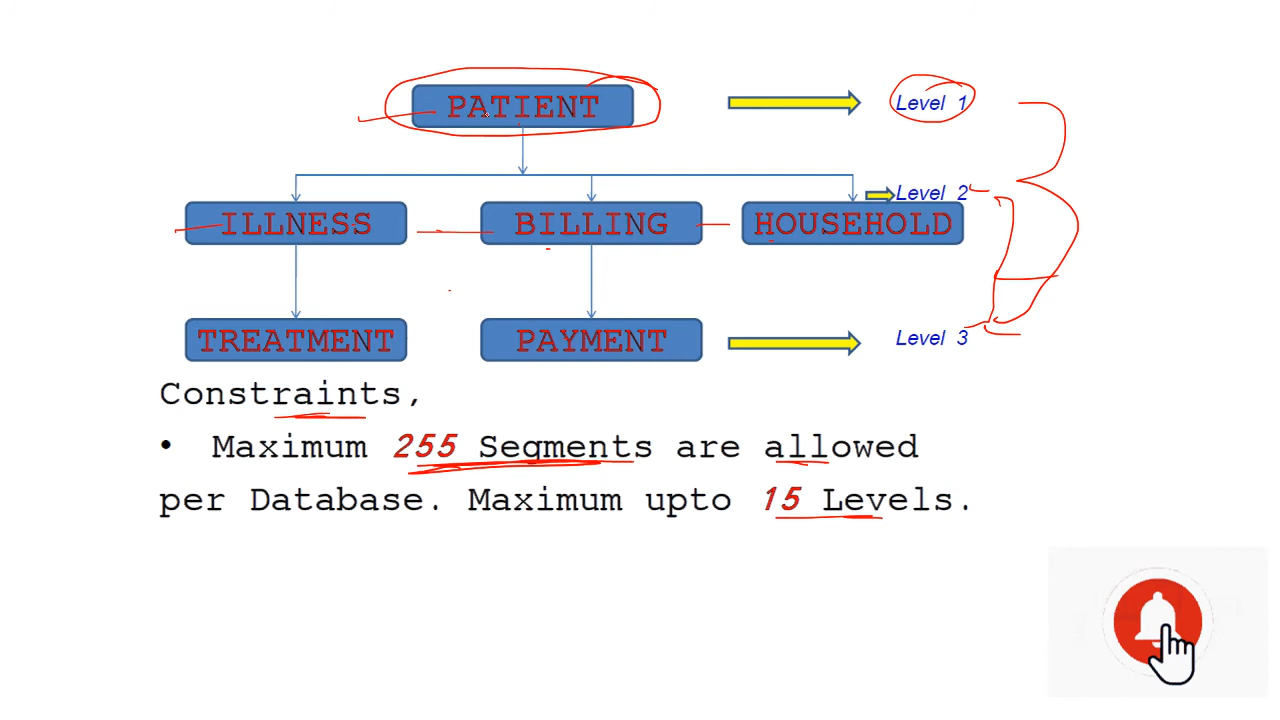 PATIENT
Level 1
Level 2
ILLNESS
BILLING
HOUSEHOLD
TREATMENT
PAYMENT
Level 3
Constraints,
• Maximum 255 Segments are allowed
per Database. Maximum upto 15 Levels.